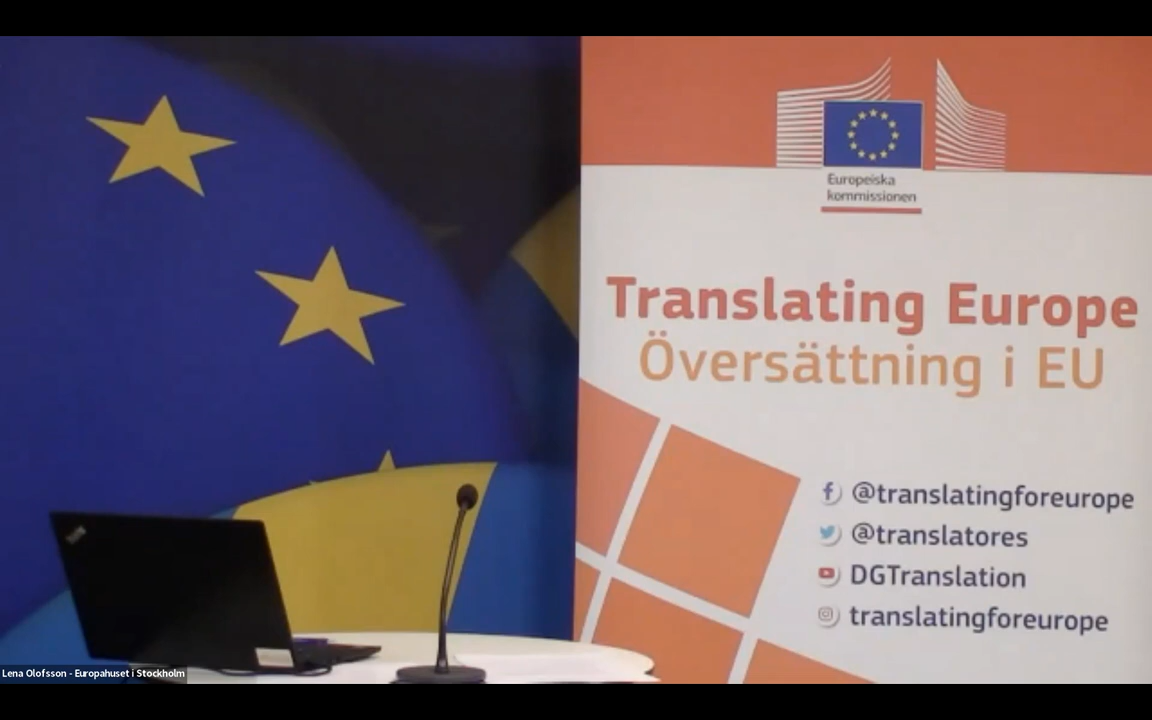 Europeiska
kommissionen
Translating Europe
Översättning i EU
@translatingforeurope
@translatores
DGTranslation
translatingforeurope
Lena Olofsson - Europahuset i Stockholm